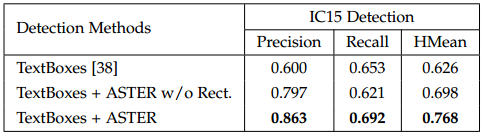 Detection Methods IC15 Detection
Precision Recall HMean
TextBoxes [38] 0.600 0.653 0.626
TextBoxes + ASTER w/o Rect. 0.797 0.621 0.698
TextBoxes + ASTER 0.863 0.692 0.768